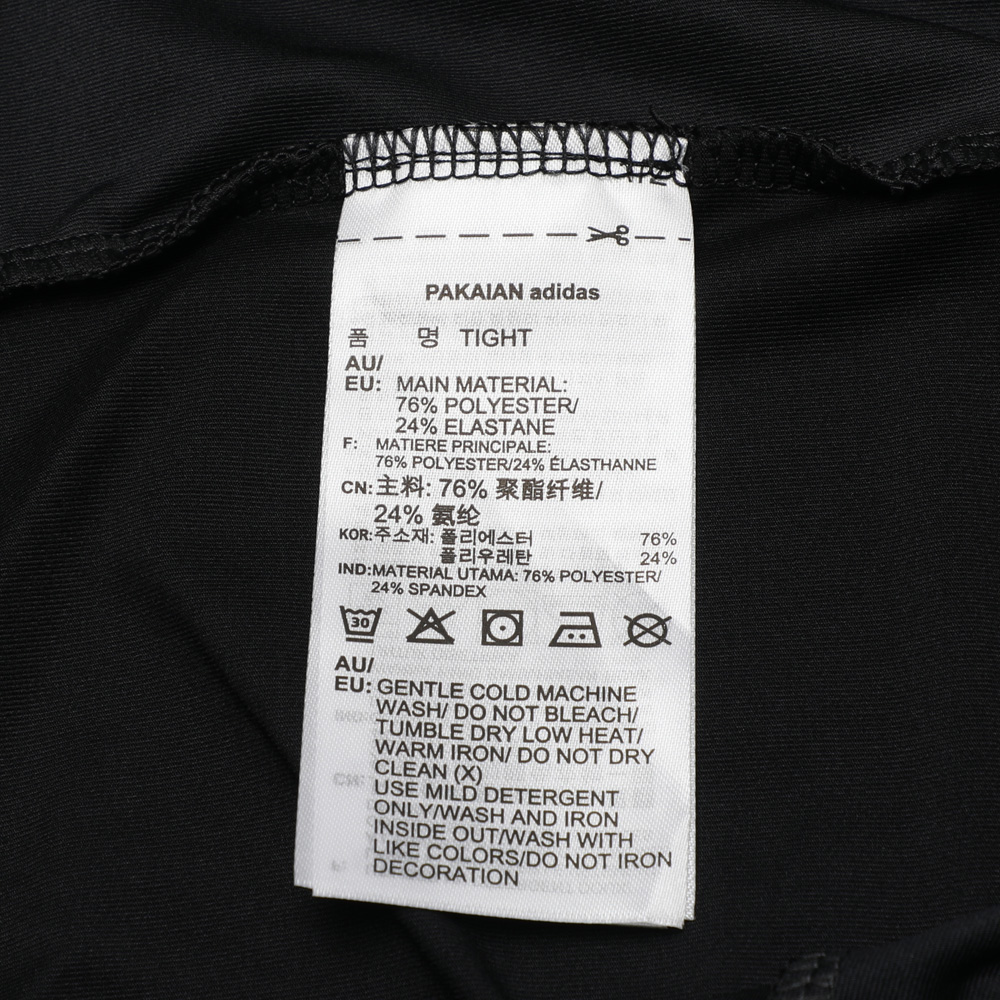 PAKAIAN adidas
품 명 TIGHT
AU/
EU: MAIN MATERIAL:
76% POLYESTER/
24% ELASTANE
F: MATIERE PRINCIPALE:
76% POLYESTER/24% ÉLASTHANNE
CN: 主料: 76% 聚酯纤维/
24% 氨纶
KOR: 주소재: 폴리에스터 76%
폴리우레탄 24%
IND: MATERIAL UTAMA: 76% POLYESTER/
24% SPANDEX
30
AU/
EU: GENTLE COLD MACHINE
WASH/ DO NOT BLEACH/
TUMBLE DRY LOW HEAT/
WARM IRON/ DO NOT DRY
CLEAN (X)
USE MILD DETERGENT
ONLY/WASH AND IRON
INSIDE OUT/WASH WITH
LIKE COLORS/DO NOT IRON
DECORATION